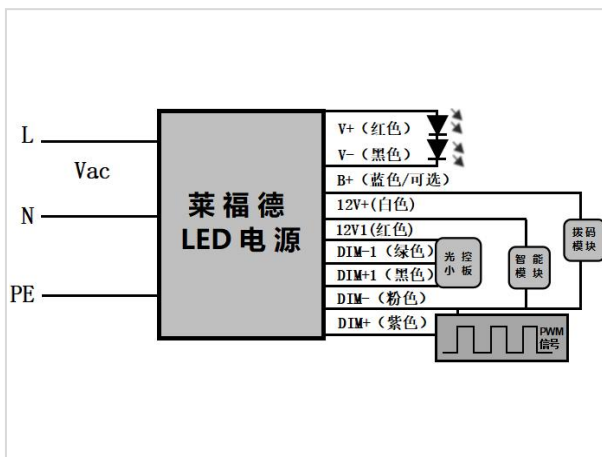 L
Vac
N
PE
莱福德
LED电源
V+（红色）
V-（黑色）
B+（蓝色/可选）
12V+(白色)
12V1(红色)
DIM-1（绿色）
DIM+1（黑色）
DIM-（粉色）
DIM+（紫色）
光控
小板
智能
模块
拨码
模块
PWM
信号